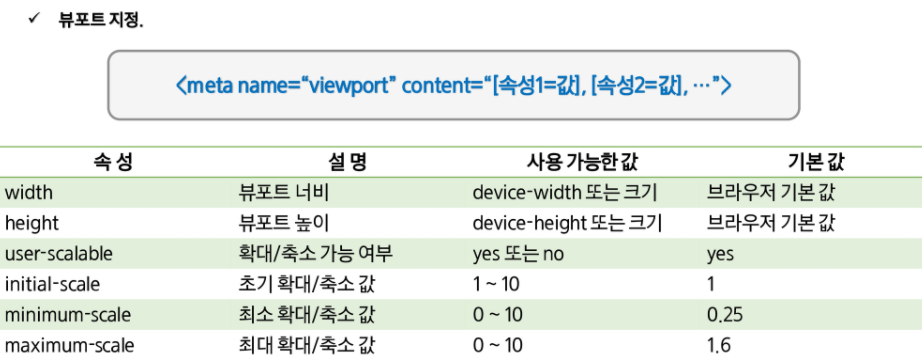 ✓ 뷰포트 지정.
<meta name=“viewport” content=“[속성1=값], [속성2=값], …”>
속 성 설 명 사용 가능한 값 기본 값
width 뷰포트 너비 device-width 또는 크기 브라우저 기본 값
height 뷰포트 높이 device-height 또는 크기 브라우저 기본 값
user-scalable 확대/축소 가능 여부 yes 또는 no yes
initial-scale 초기 확대/축소 값 1 ~ 10 1
minimum-scale 최소 확대/축소 값 0 ~ 10 0.25
maximum-scale 최대 확대/축소 값 0 ~ 10 1.6